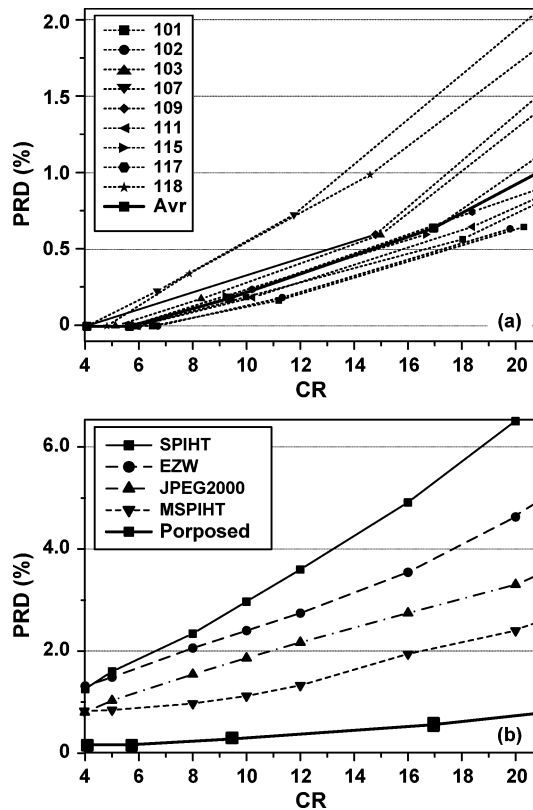 2.0
1.5
1.0
0.5
0
PRD (%)
101
102
103
107
109
111
115
117
118
Avr
(a)
4 6 8 10 12 14 16 18 20
CR
6.0
4.0
2.0
0
PRD (%)
SPIHT
EZW
JPEG2000
MSPIHT
Porposed
(b)
4 6 8 10 12 14 16 18 20
CR